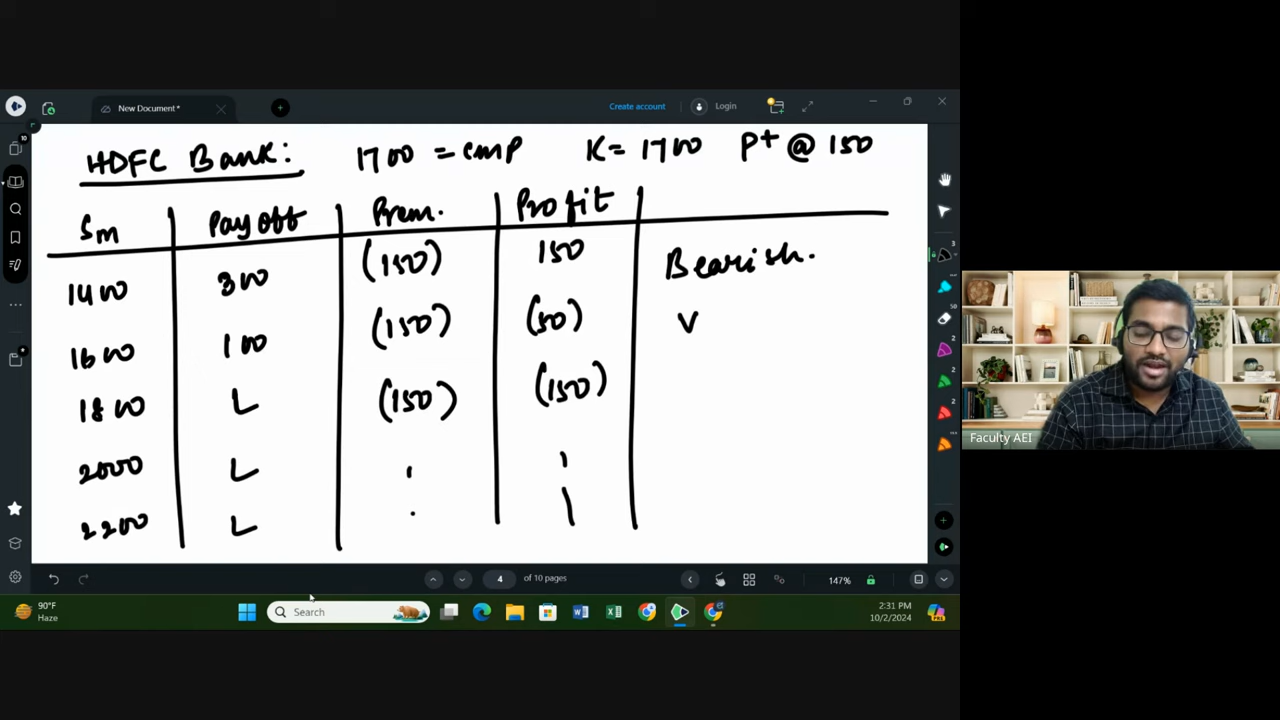 New Document*
Create account
Login
HDFC Bank: 1700 = cmp K = 1700 P+ @ 150
Sm Pay off Prem. Profit
1400 300 (150) 150 Bearish.
1600 100 (150) (50) V
1800 L (150) (150)
2000 L
2200 L
Faculty AEI
4 of 10 pages
147%
90°F
Haze
Search
2:31 PM
10/2/2024